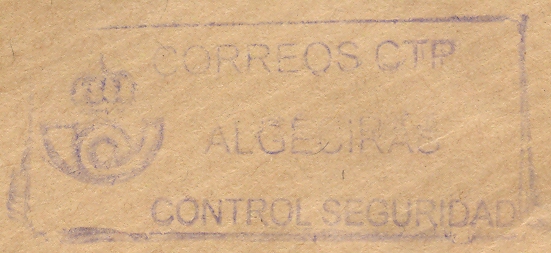 CORREOS CTP
ALGECIRAS
CONTROL SEGURIDAD